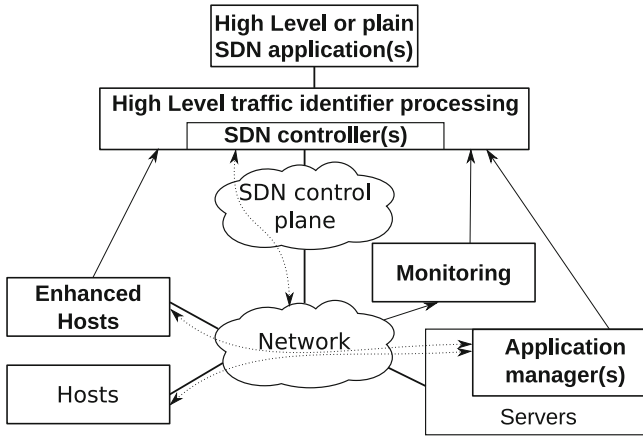 High Level or plain
SDN application(s)
High Level traffic identifier processing
SDN controller(s)
SDN control
plane
Monitoring
Enhanced
Hosts
Network
Application
manager(s)
Hosts
Servers